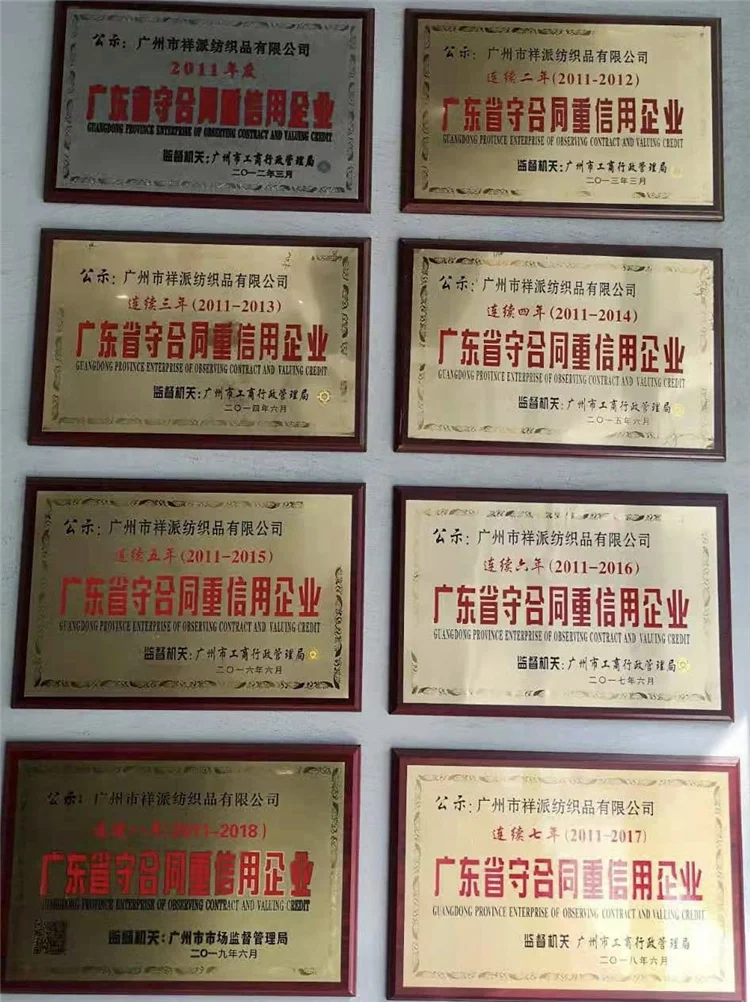 公示：广州市祥派纺织品有限公司
2011年度
广东省守合同重信用企业
GUANGDONG PROVINCE ENTERPRISE OF OBSERVING CONTRACT AND VALUING CREDIT
监督机关：广州市工商行政管理局
二〇一二年三月
公示：广州市祥派纺织品有限公司
连续二年(2011-2012)
广东省守合同重信用企业
GUANGDONG PROVINCE ENTERPRISE OF OBSERVING CONTRACT AND VALUING CREDIT
监督机关：广州市工商行政管理局
二〇一三年三月
公示：广州市祥派纺织品有限公司
连续三年(2011-2013)
广东省守合同重信用企业
GUANGDONG PROVINCE ENTERPRISE OF OBSERVING CONTRACT AND VALUING CREDIT
监督机关：广州市工商行政管理局
二〇一四年六月
公示：广州市祥派纺织品有限公司
连续四年(2011-2014)
广东省守合同重信用企业
GUANGDONG PROVINCE ENTERPRISE OF OBSERVING CONTRACT AND VALUING CREDIT
监督机关：广州市工商行政管理局
二〇一五年六月
公示：广州市祥派纺织品有限公司
连续五年(2011-2015)
广东省守合同重信用企业
GUANGDONG PROVINCE ENTERPRISE OF OBSERVING CONTRACT AND VALUING CREDIT
监督机关：广州市工商行政管理局
二〇一六年六月
公示：广州市祥派纺织品有限公司
连续六年(2011-2016)
广东省守合同重信用企业
GUANGDONG PROVINCE ENTERPRISE OF OBSERVING CONTRACT AND VALUING CREDIT
监督机关：广州市工商行政管理局
二〇一七年六月
公示：广州市祥派纺织品有限公司
连续八年(2011-2018)
广东省守合同重信用企业
GUANGDONG PROVINCE ENTERPRISE OF OBSERVING CONTRACT AND VALUING CREDIT
监督机关：广州市市场监督管理局
二〇一九年六月
公示：广州市祥派纺织品有限公司
连续七年(2011-2017)
广东省守合同重信用企业
GUANGDONG PROVINCE ENTERPRISE OF OBSERVING CONTRACT AND VALUING CREDIT
监督机关 广州市工商行政管理局
二〇一八年六月